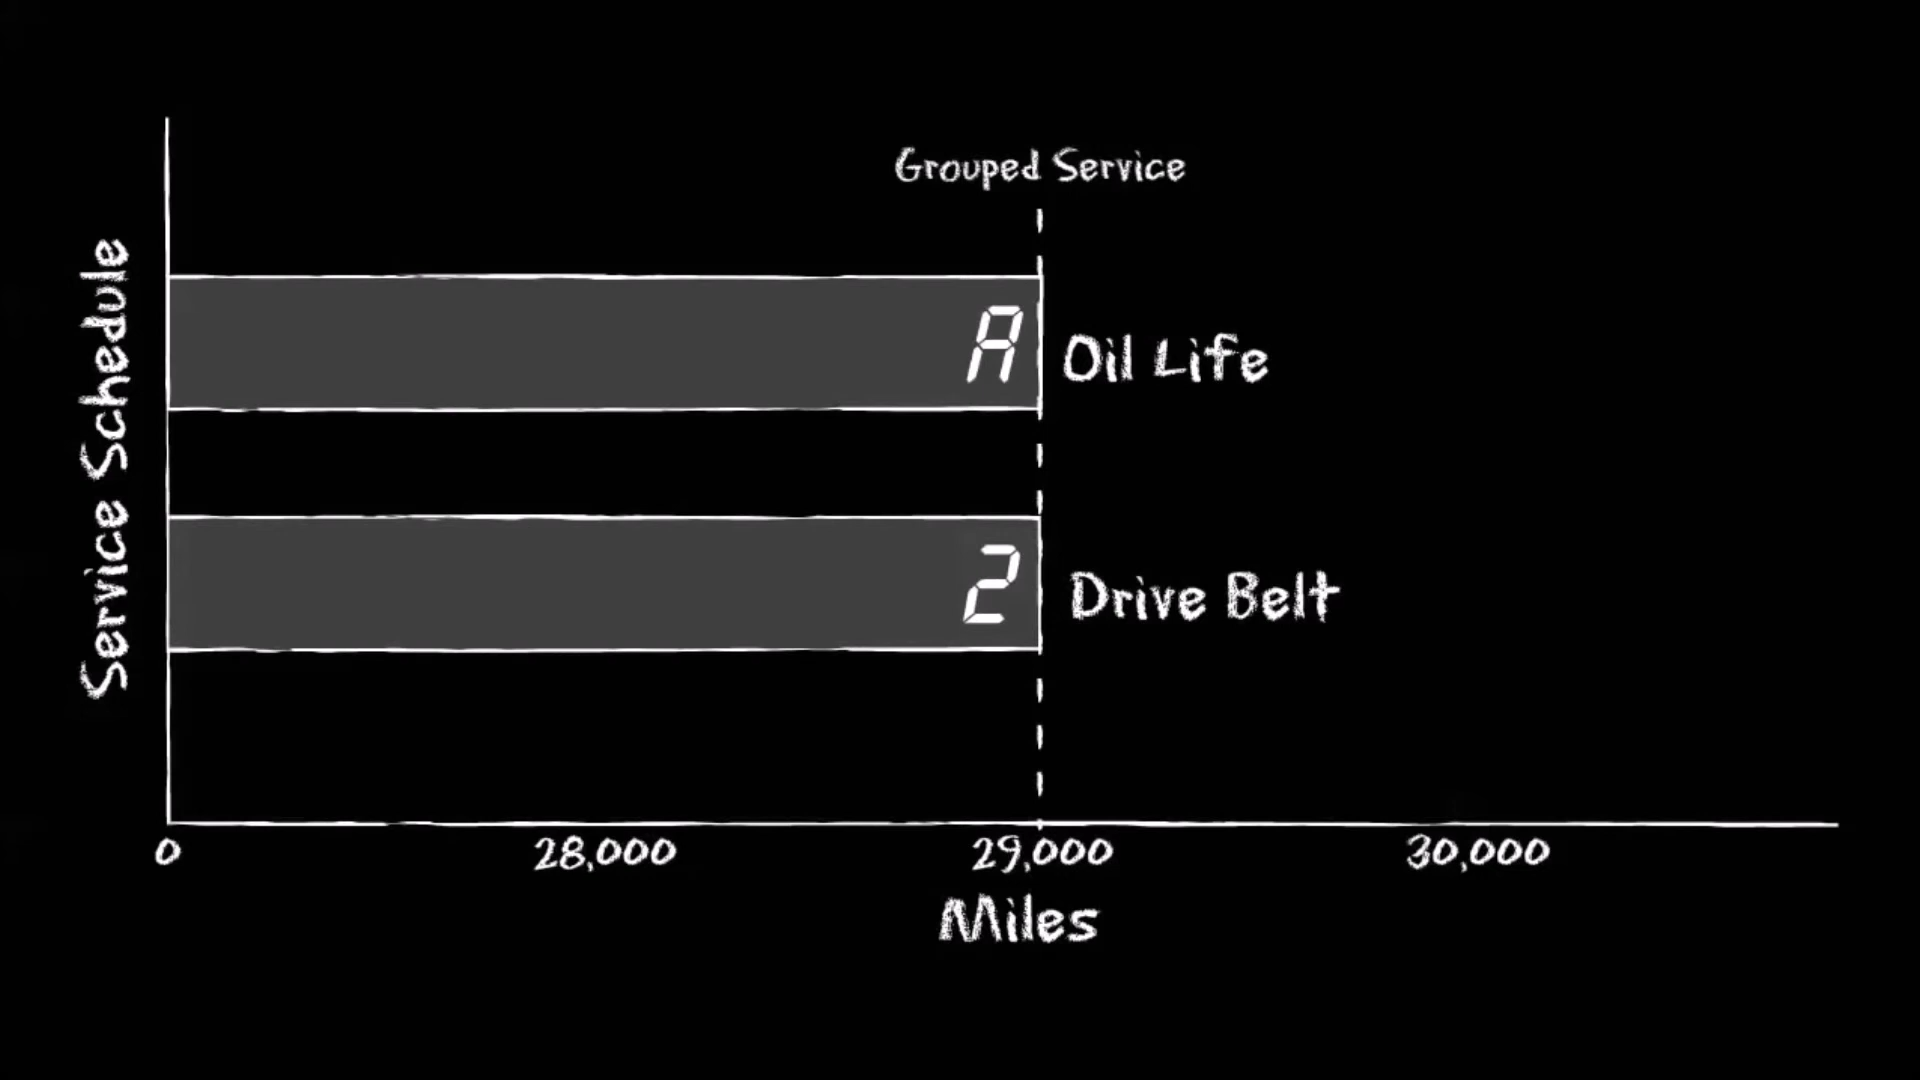 Grouped Service
Service Schedule
A Oil Life
2 Drive Belt
0 28,000 29,000 30,000
Miles